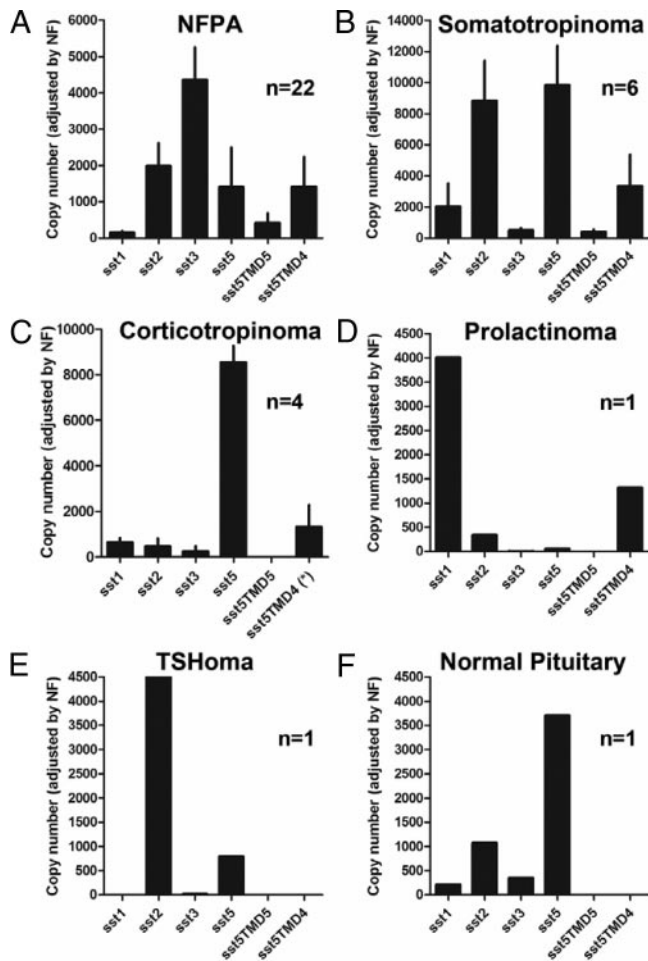 A
NFPA
Copy number (adjusted by NF)
6000
5000
4000
3000
2000
1000
0
n=22
sst1
sst2
sst3
sst5
sst5TMD5
sst5TMD4
B
Somatotropinoma
Copy number (adjusted by NF)
14000
12000
10000
8000
6000
4000
2000
0
n=6
sst1
sst2
sst3
sst5
sst5TMD5
sst5TMD4
C
Corticotropinoma
Copy number (adjusted by NF)
10000
8000
6000
4000
2000
0
n=4
sst1
sst2
sst3
sst5
sst5TMD5
sst5TMD4 (*)
D
Prolactinoma
Copy number (adjusted by NF)
4500
4000
3500
3000
2500
2000
1500
1000
500
0
n=1
sst1
sst2
sst3
sst5
sst5TMD5
sst5TMD4
E
TSHoma
Copy number (adjusted by NF)
4500
4000
3500
3000
2500
2000
1500
1000
500
0
n=1
sst1
sst2
sst3
sst5
sst5TMD5
sst5TMD4
F
Normal Pituitary
Copy number (adjusted by NF)
4500
4000
3500
3000
2500
2000
1500
1000
500
0
n=1
sst1
sst2
sst3
sst5
sst5TMD5
sst5TMD4